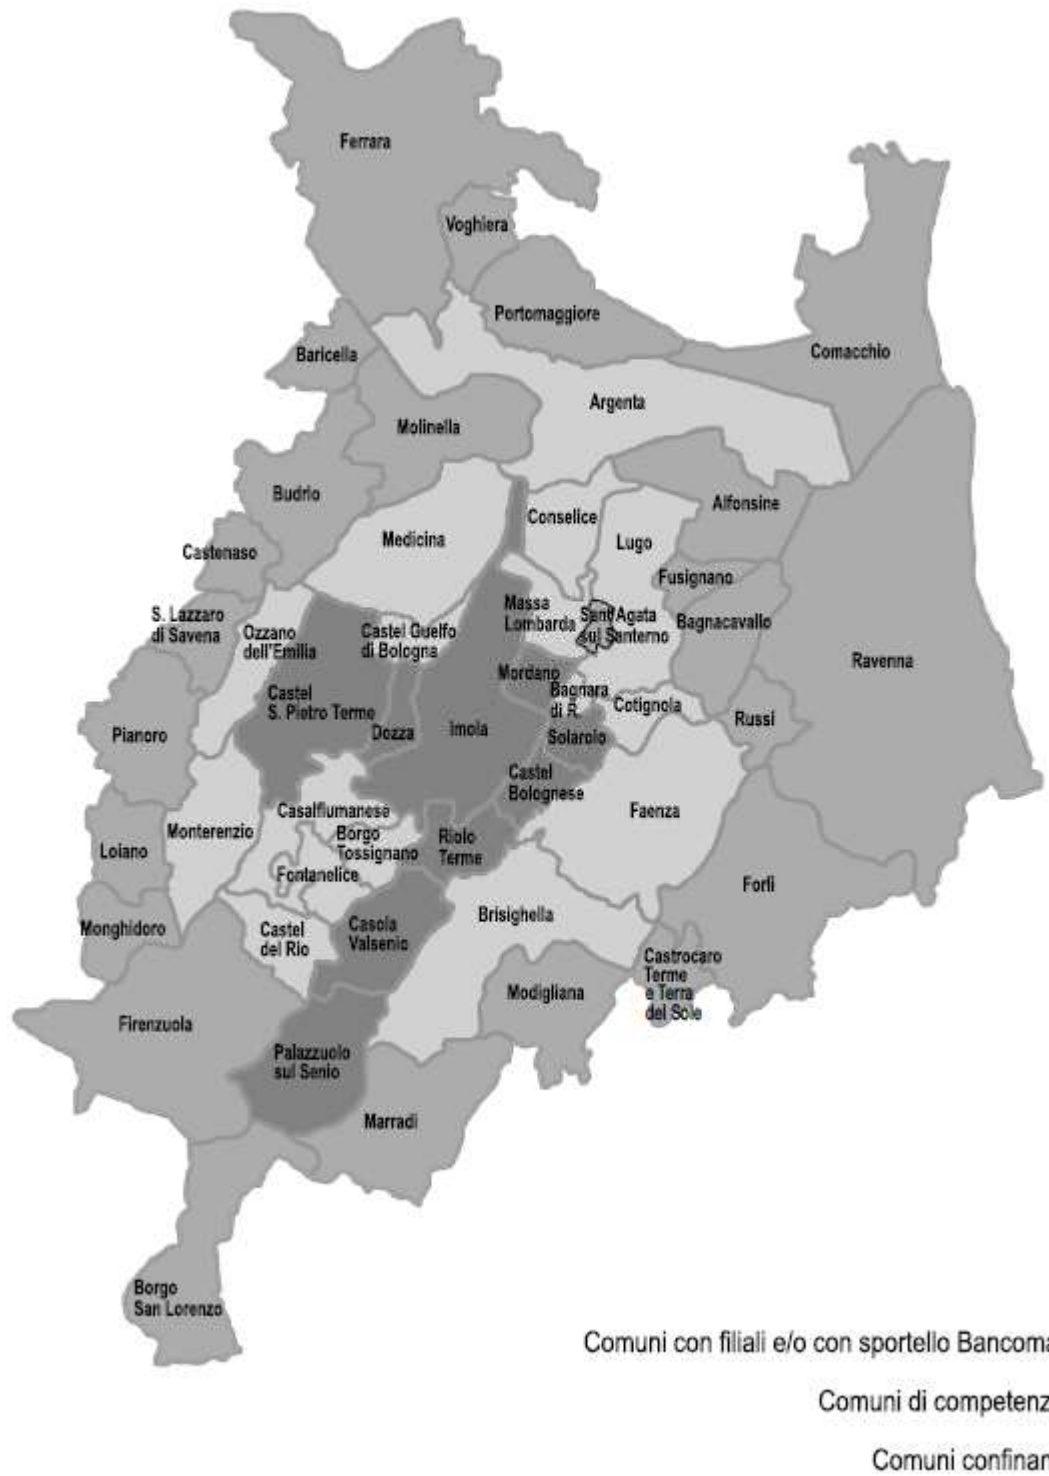 Ferrara
Voghiera
Portomaggiore
Comacchio
Baricella
Argenta
Molinella
Budrio
Alfonsine
Conselice
Medicina
Lugo
Castenaso
Fusignano
S. Lazzaro
di Savena
Massa
Lombarda
Sant'Agata
sul Santerno
Bagnacavallo
Ozzano
dell'Emilia
Castel Guelfo
di Bologna
Ravenna
Mordano
Castel
S. Pietro Terme
Bagnara
di R.
Cotignola
Russi
Pianoro
Dozza
Imola
Solarolo
Castel
Bolognese
Faenza
Casalfiumanese
Monterenzio
Borgo
Tossignano
Riolo
Terme
Loiano
Fontanelice
Forlì
Monghidoro
Castel
del Rio
Casola
Valsenio
Brisighella
Castrocaro
Terme
e Terra
del Sole
Modigliana
Firenzuola
Palazzuolo
sul Senio
Marradi
Borgo
San Lorenzo
Comuni con filiali e/o con sportello Bancoma
Comuni di competenz
Comuni confinan